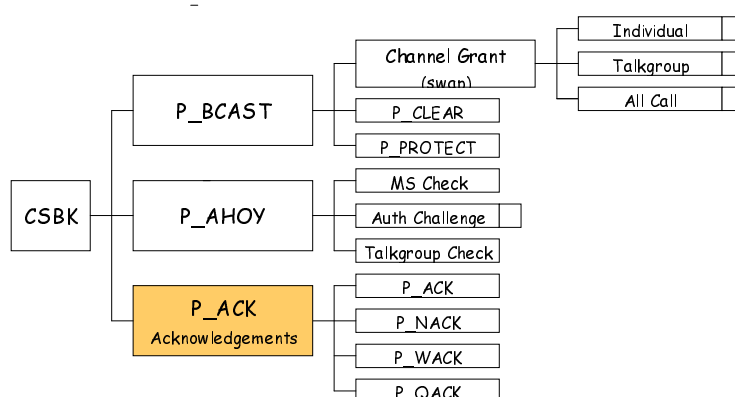 Individual
Channel Grant
(swap)
Talkgroup
All Call
P_BCAST
P_CLEAR
P_PROTECT
MS Check
CSBK
P_AHOY
Auth Challenge
Talkgroup Check
P_ACK
Acknowledgements
P_ACK
P_NACK
P_WACK
P_QACK